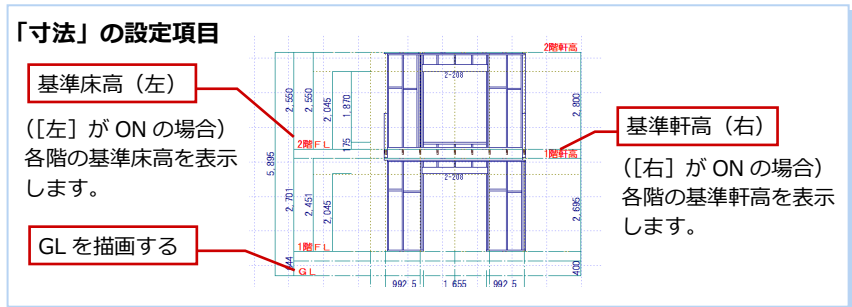 「寸法」の設定項目
基準床高（左）
（[左］が ON の場合）
各階の基準床高を表示
します。
GL を描画する
2階軒高
2-208
2,550
2,550
2,045
1,870
175
2,800
2階ＦＬ
1階軒高
5,895
2-208
2,701
2,451
2,045
2,695
1階ＦＬ
ＧＬ
400
992.5
1,655
992.5
基準軒高（右）
（[右］が ON の場合）
各階の基準軒高を表示
します。